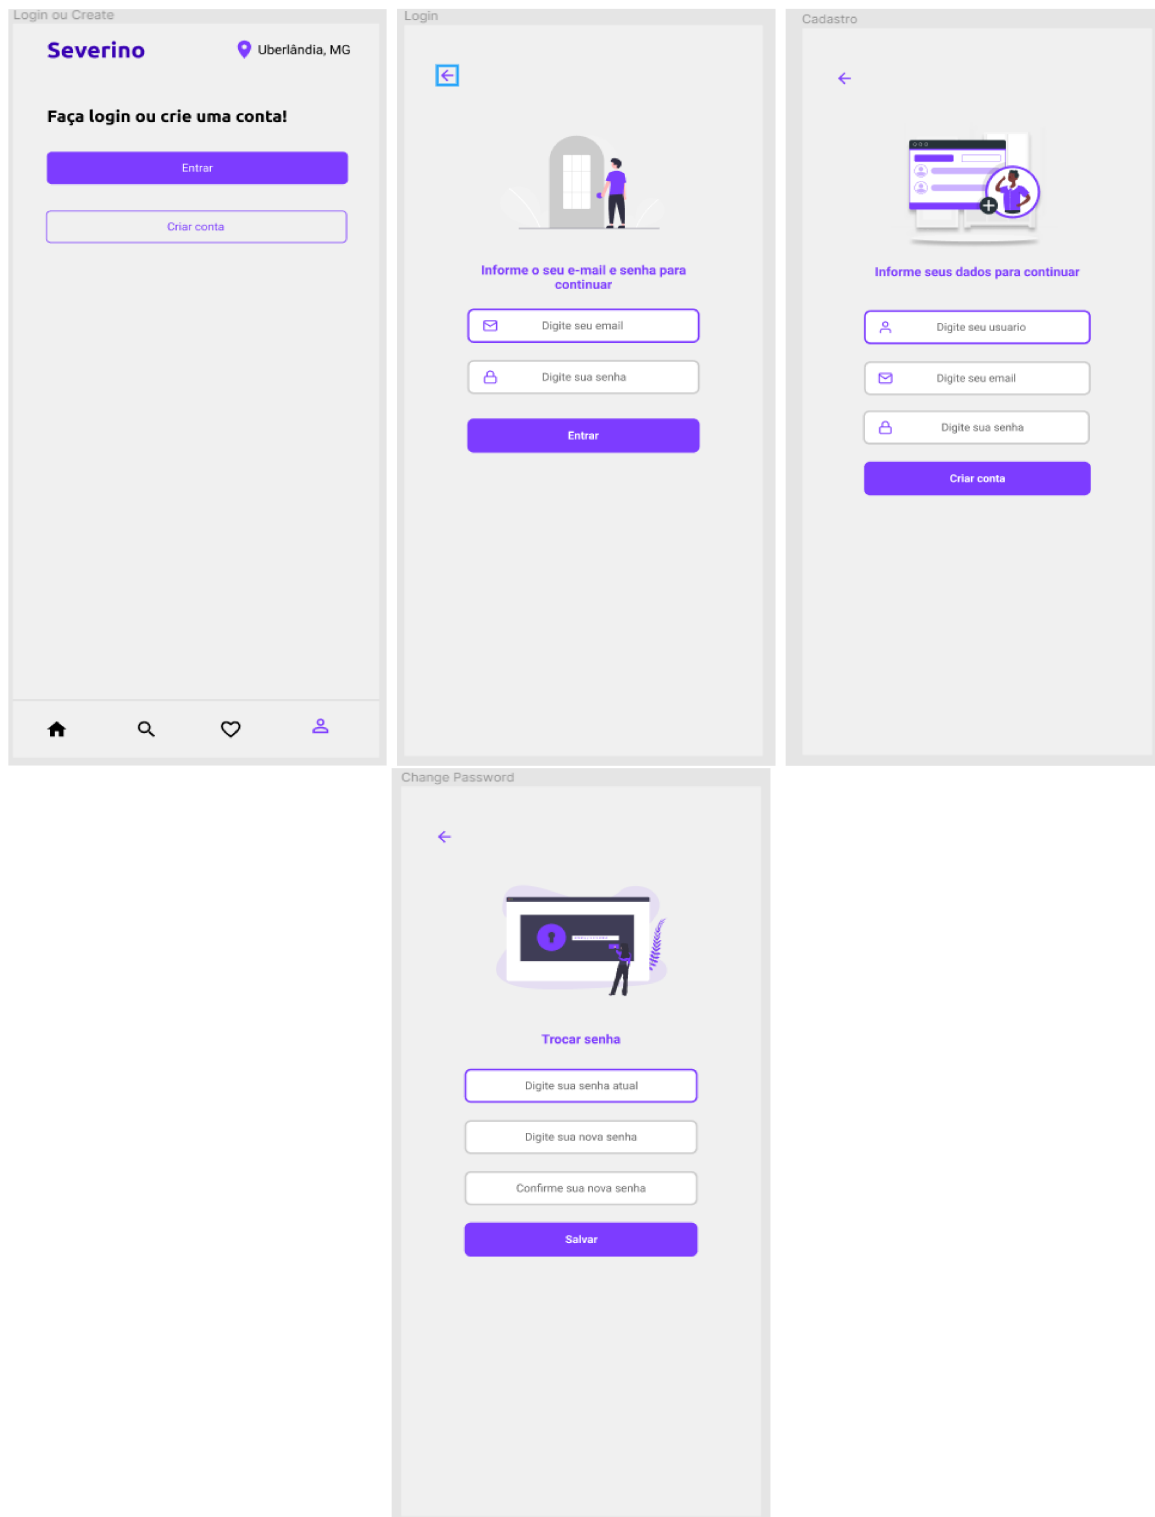 Login ou Create
Severino
Uberlândia, MG
Faça login ou crie uma conta!
Entrar
Criar conta
Login
Informe o seu e-mail e senha para
continuar
Digite seu email
Digite sua senha
Entrar
Cadastro
Informe seus dados para continuar
Digite seu usuario
Digite seu email
Digite sua senha
Criar conta
Change Password
Trocar senha
Digite sua senha atual
Digite sua nova senha
Confirme sua nova senha
Salvar